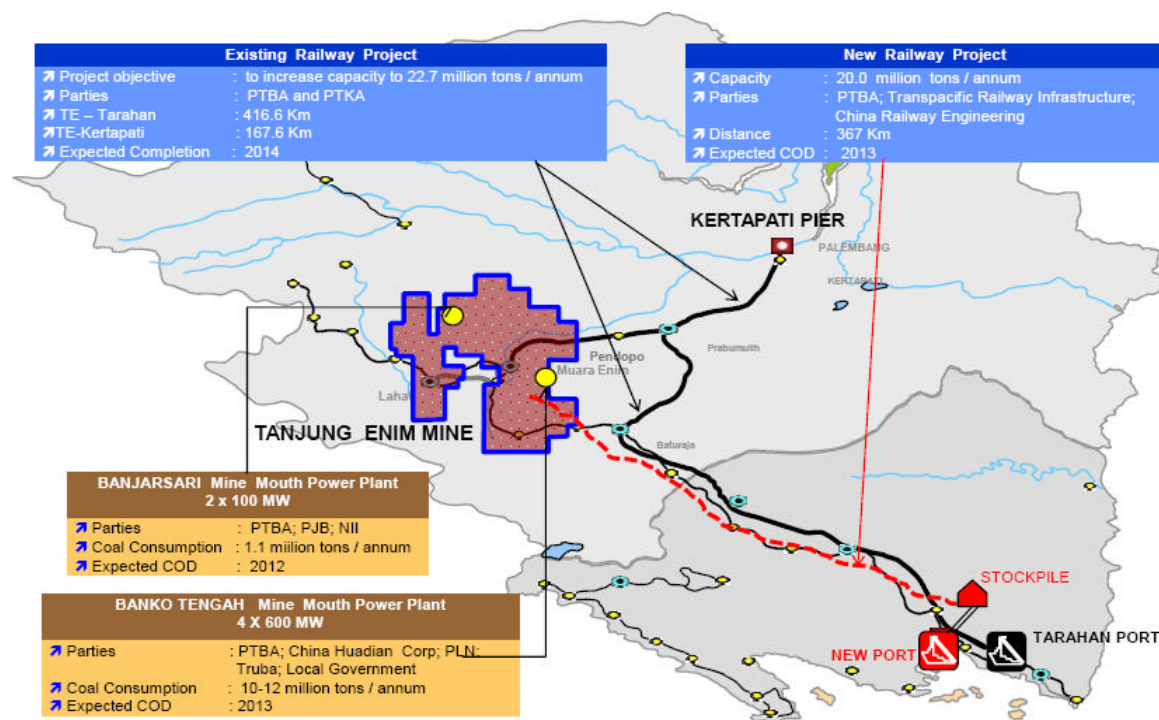 Existing Railway Project
Project objective : to increase capacity to 22.7 million tons / annum
Parties : PTBA and PTKA
TE – Tarahan : 416.6 Km
TE-Kertapati : 167.6 Km
Expected Completion : 2014
New Railway Project
Capacity : 20.0 million tons / annum
Parties : PTBA; Transpacific Railway Infrastructure;
China Railway Engineering
Distance : 367 Km
Expected COD : 2013
KERTAPATI PIER
PALEMBANG
KERTAPATI
Prabumulih
Pendopo
Muara Enim
Lahat
TANJUNG ENIM MINE
Baturaja
BANJARSARI Mine Mouth Power Plant
2 x 100 MW
Parties : PTBA; PJB; NII
Coal Consumption : 1.1 miilion tons / annum
Expected COD : 2012
BANKO TENGAH Mine Mouth Power Plant
4 X 600 MW
Parties : PTBA; China Huadian Corp; PLN;
Truba; Local Government
Coal Consumption : 10-12 million tons / annum
Expected COD : 2013
STOCKPILE
NEW PORT
TARAHAN PORT